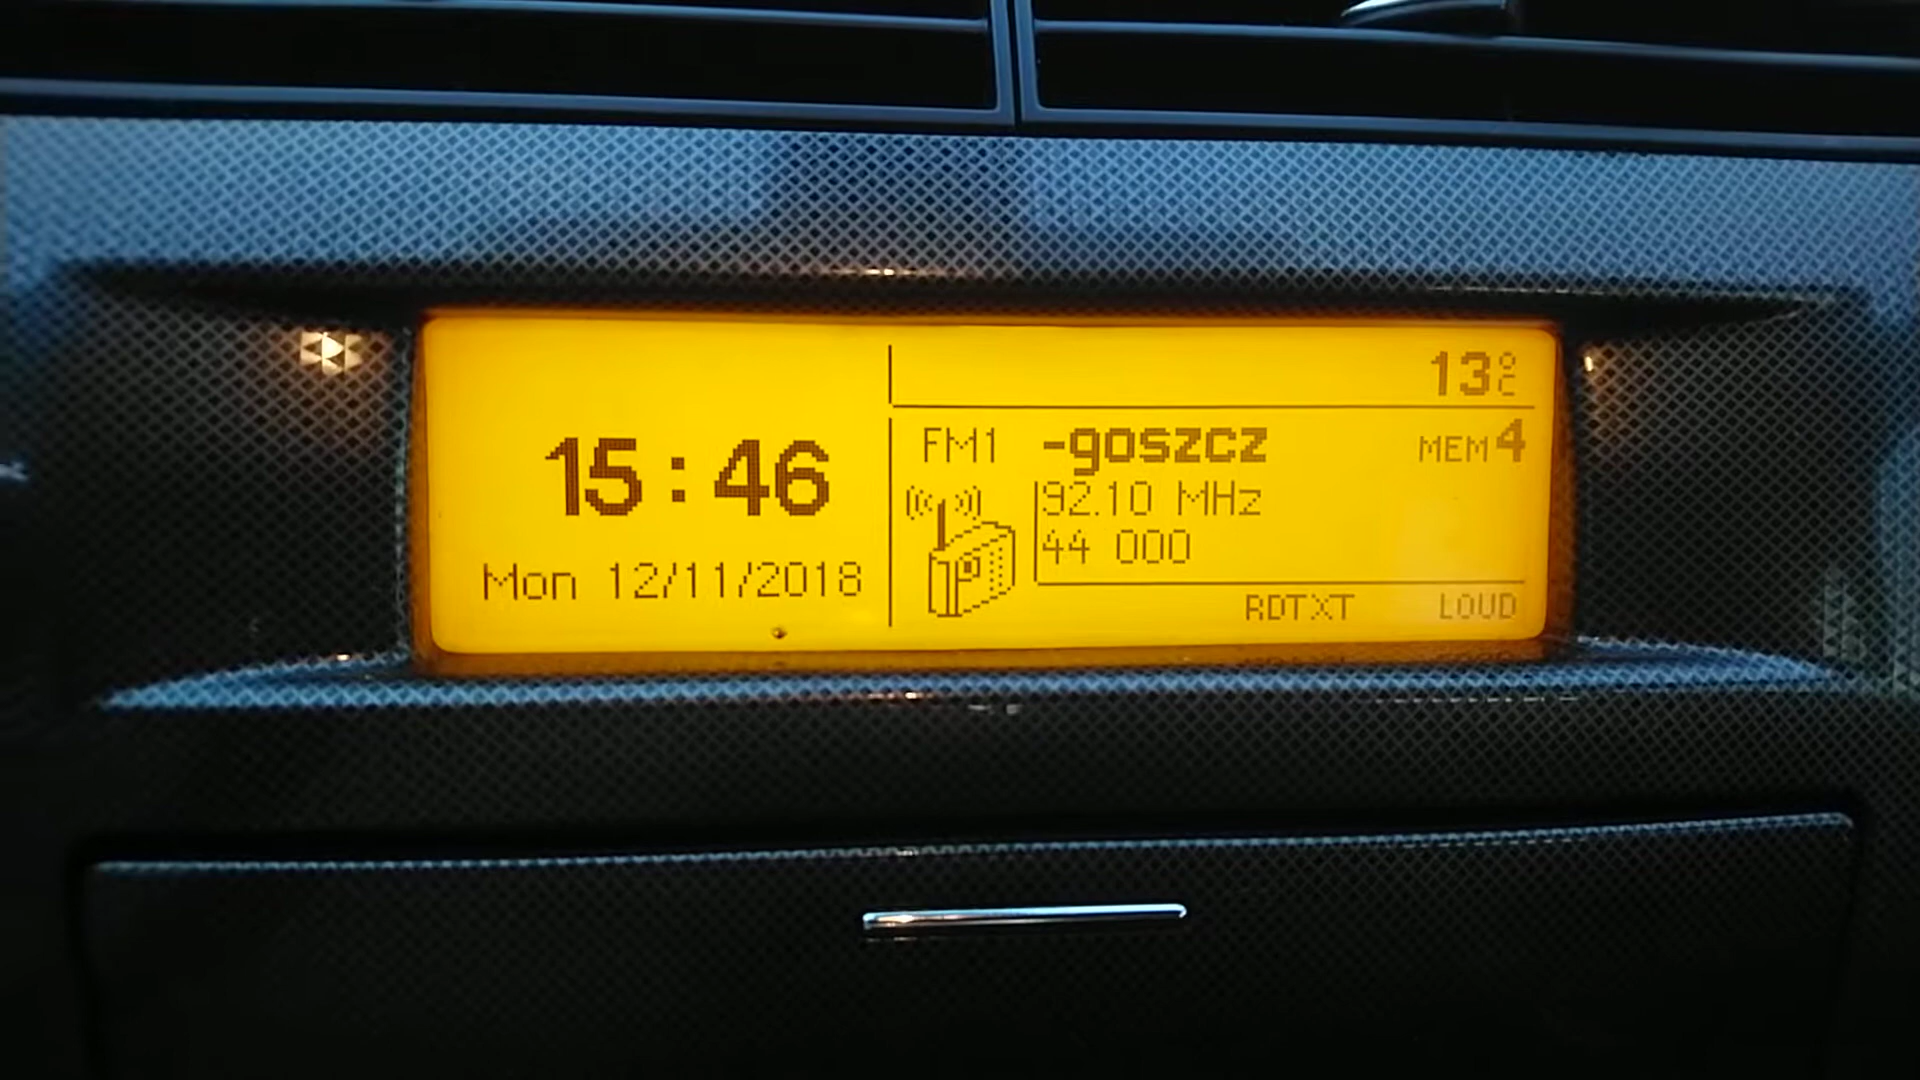 15:46
Mon 12/11/2018
13°C
FM1 -goszcz MEM 4
92.10 MHz
44 000
RDTXT LOUD